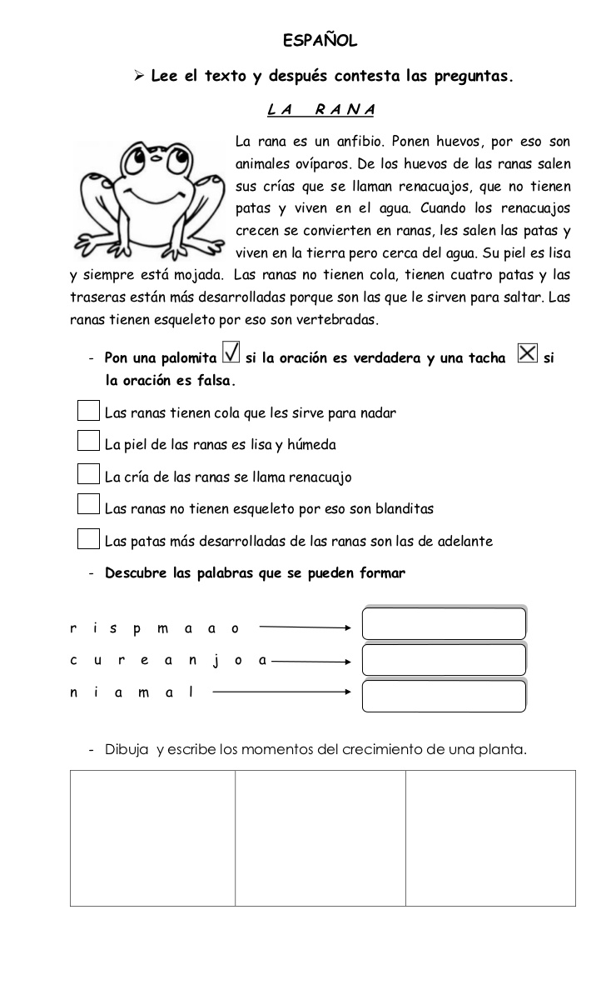 ESPAÑOL
➢ Lee el texto y después contesta las preguntas.
LA RANA
La rana es un anfibio. Ponen huevos, por eso son
animales ovíparos. De los huevos de las ranas salen
sus crías que se llaman renacuajos, que no tienen
patas y viven en el agua. Cuando los renacuajos
crecen se convierten en ranas, les salen las patas y
viven en la tierra pero cerca del agua. Su piel es lisa
y siempre está mojada. Las ranas no tienen cola, tienen cuatro patas y las
traseras están más desarrolladas porque son las que le sirven para saltar. Las
ranas tienen esqueleto por eso son vertebradas.
- Pon una palomita ☑ si la oración es verdadera y una tacha ☒ si
la oración es falsa.
Las ranas tienen cola que les sirve para nadar
La piel de las ranas es lisa y húmeda
La cría de las ranas se llama renacuajo
Las ranas no tienen esqueleto por eso son blanditas
Las patas más desarrolladas de las ranas son las de adelante
- Descubre las palabras que se pueden formar
r i s p m a a o
c u r e a n j o a
n i a m a l
- Dibuja y escribe los momentos del crecimiento de una planta.